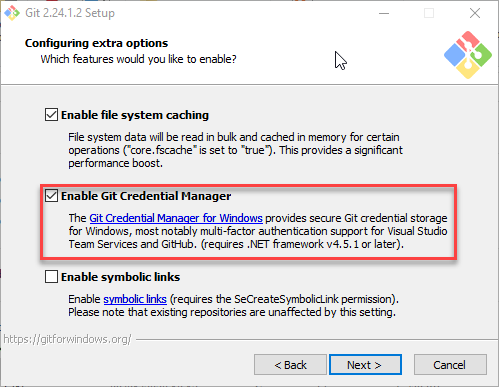 Git 2.24.1.2 Setup
Configuring extra options
Which features would you like to enable?
Enable file system caching
File system data will be read in bulk and cached in memory for certain
operations ("core.fscache" is set to "true"). This provides a significant
performance boost.
Enable Git Credential Manager
The Git Credential Manager for Windows provides secure Git credential storage
for Windows, most notably multi-factor authentication support for Visual Studio
Team Services and GitHub. (requires .NET framework v4.5.1 or later).
Enable symbolic links
Enable symbolic links (requires the SeCreateSymbolicLink permission).
Please note that existing repositories are unaffected by this setting.
https://gitforwindows.org/
< Back
Next >
Cancel